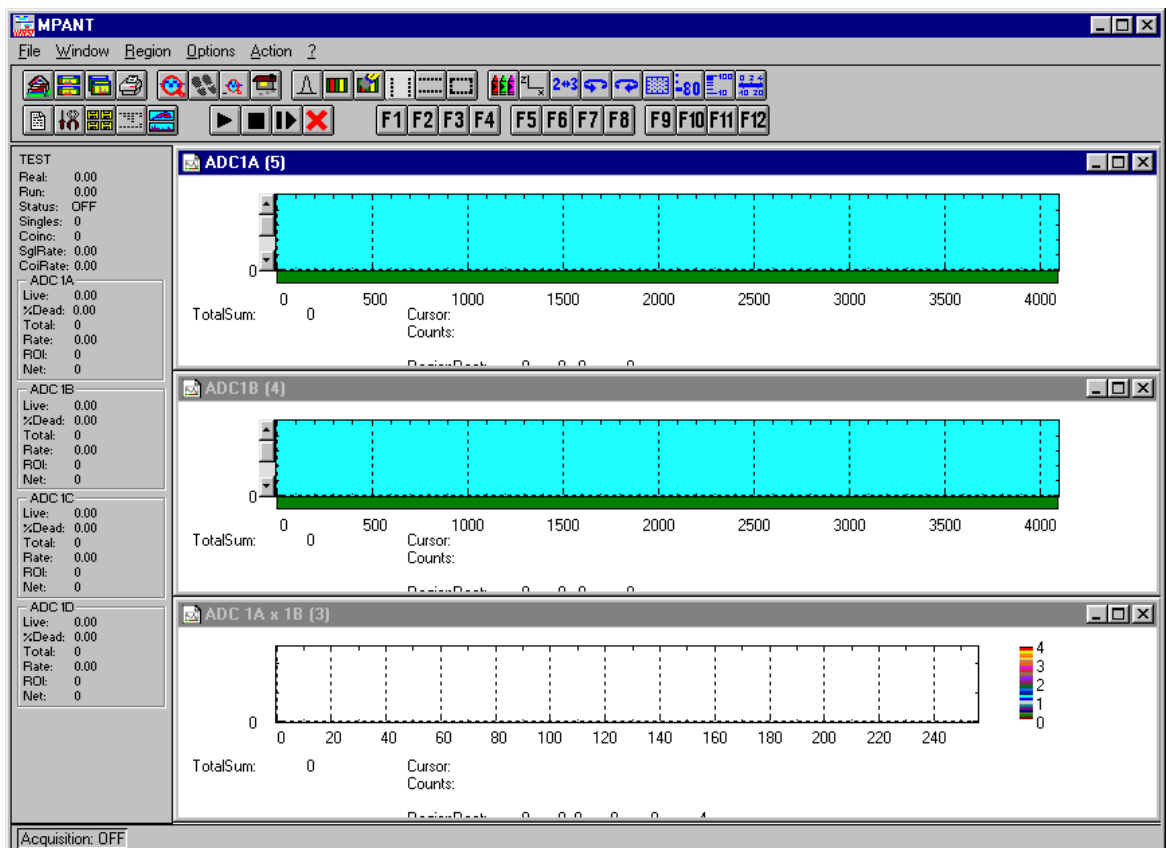 MPANT
File Window Region Options Action ?
F1 F2 F3 F4 F5 F6 F7 F8 F9 F10 F11 F12
TEST
Real: 0.00
Run: 0.00
Status: OFF
Singles: 0
Coinc: 0
SglRate: 0.00
CoiRate: 0.00
ADC1A
Live: 0.00
%Dead: 0.00
Total: 0
Rate: 0.00
ROI: 0
Net: 0
ADC1B
Live: 0.00
%Dead: 0.00
Total: 0
Rate: 0.00
ROI: 0
Net: 0
ADC1C
Live: 0.00
%Dead: 0.00
Total: 0
Rate: 0.00
ROI: 0
Net: 0
ADC1D
Live: 0.00
%Dead: 0.00
Total: 0
Rate: 0.00
ROI: 0
Net: 0
ADC1A (5)
0
0 500 1000 1500 2000 2500 3000 3500 4000
TotalSum: 0 Cursor:
Counts:
ADC1B (4)
0
0 500 1000 1500 2000 2500 3000 3500 4000
TotalSum: 0 Cursor:
Counts:
ADC 1A x 1B (3)
4
3
2
1
0
0
0 20 40 60 80 100 120 140 160 180 200 220 240
TotalSum: 0 Cursor:
Counts:
Acquisition: OFF